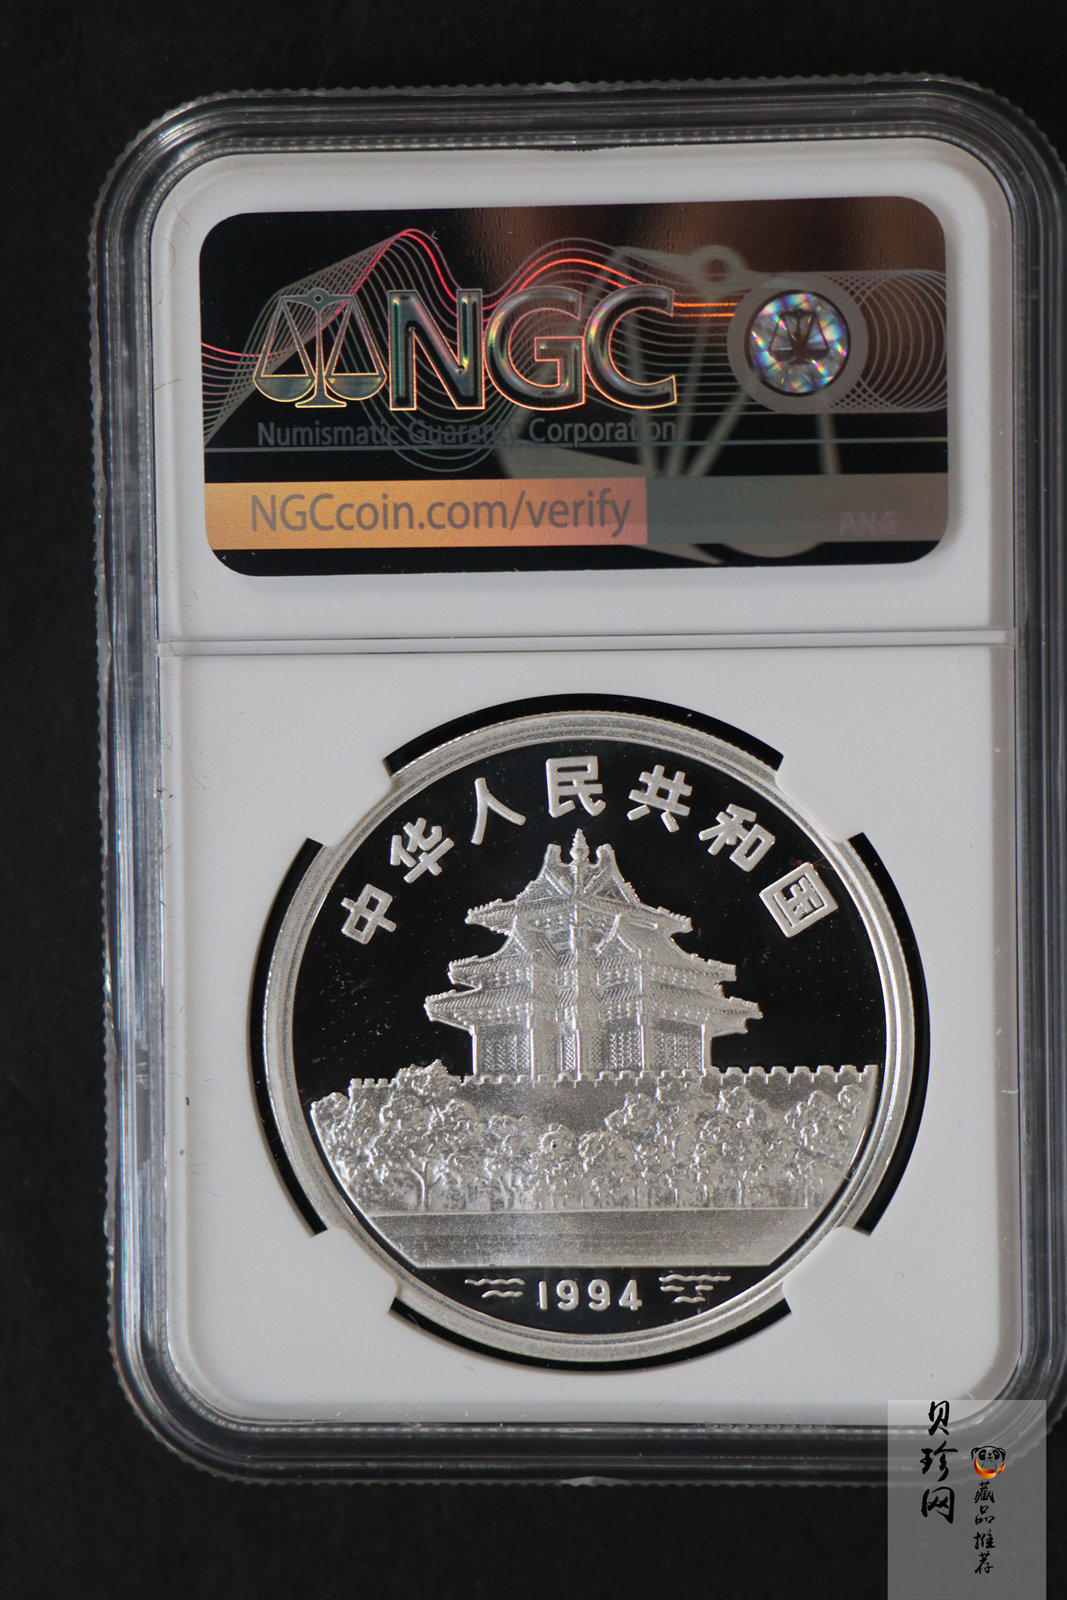 NGC
Numismatic Guaranty Corporation
NGCcoin.com/verify
中华人民共和国
1994
贝珍网
藏品推荐